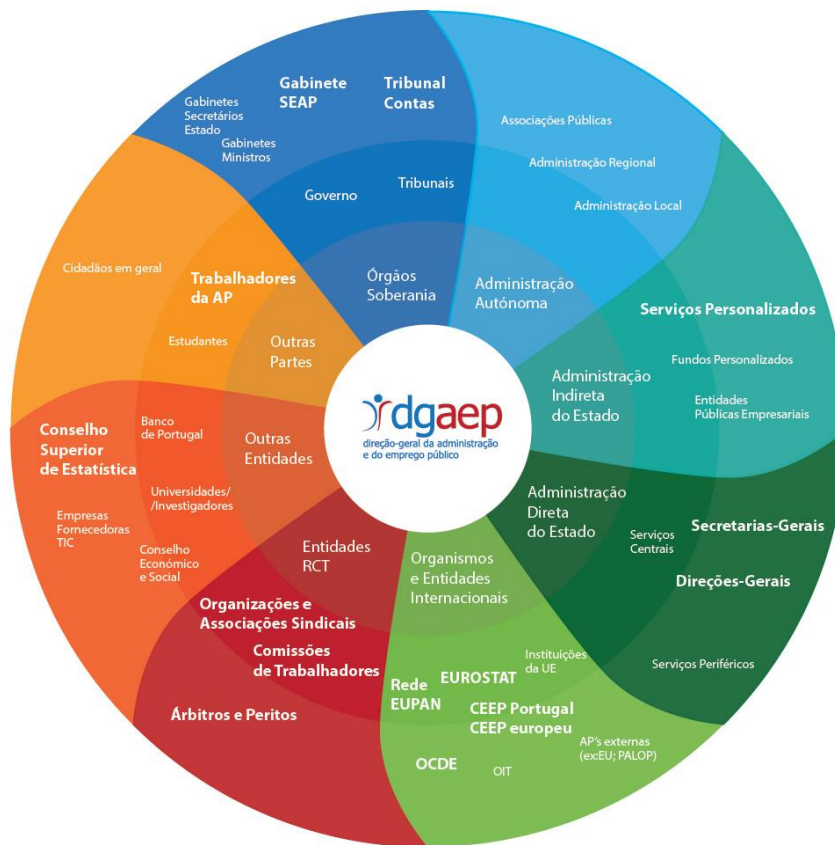 Gabinete
SEAP
Tribunal
Contas
Gabinetes
Secretários
Estado
Gabinetes
Ministros
Governo
Tribunais
Órgãos
Soberania
Associações Públicas
Administração Regional
Administração Local
Administração
Autónoma
Serviços Personalizados
Fundos Personalizados
Entidades
Públicas Empresariais
Administração
Indireta
do Estado
Administração
Direta
do Estado
Serviços
Centrais
Secretarias-Gerais
Direções-Gerais
Serviços Periféricos
Organismos
e Entidades
Internacionais
Instituições
da UE
EUROSTAT
Rede
EUPAN
CEEP Portugal
CEEP europeu
AP's externas
(ex:EU; PALOP)
OCDE
OIT
Entidades
RCT
Organizações e
Associações Sindicais
Comissões
de Trabalhadores
Árbitros e Peritos
Outras
Entidades
Banco
de Portugal
Conselho
Superior
de Estatística
Universidades/
/Investigadores
Empresas
Fornecedoras
TIC
Conselho
Económico
e Social
Outras
Partes
Trabalhadores
da AP
Estudantes
Cidadãos em geral
dgaep
direção-geral da administração
e do emprego público